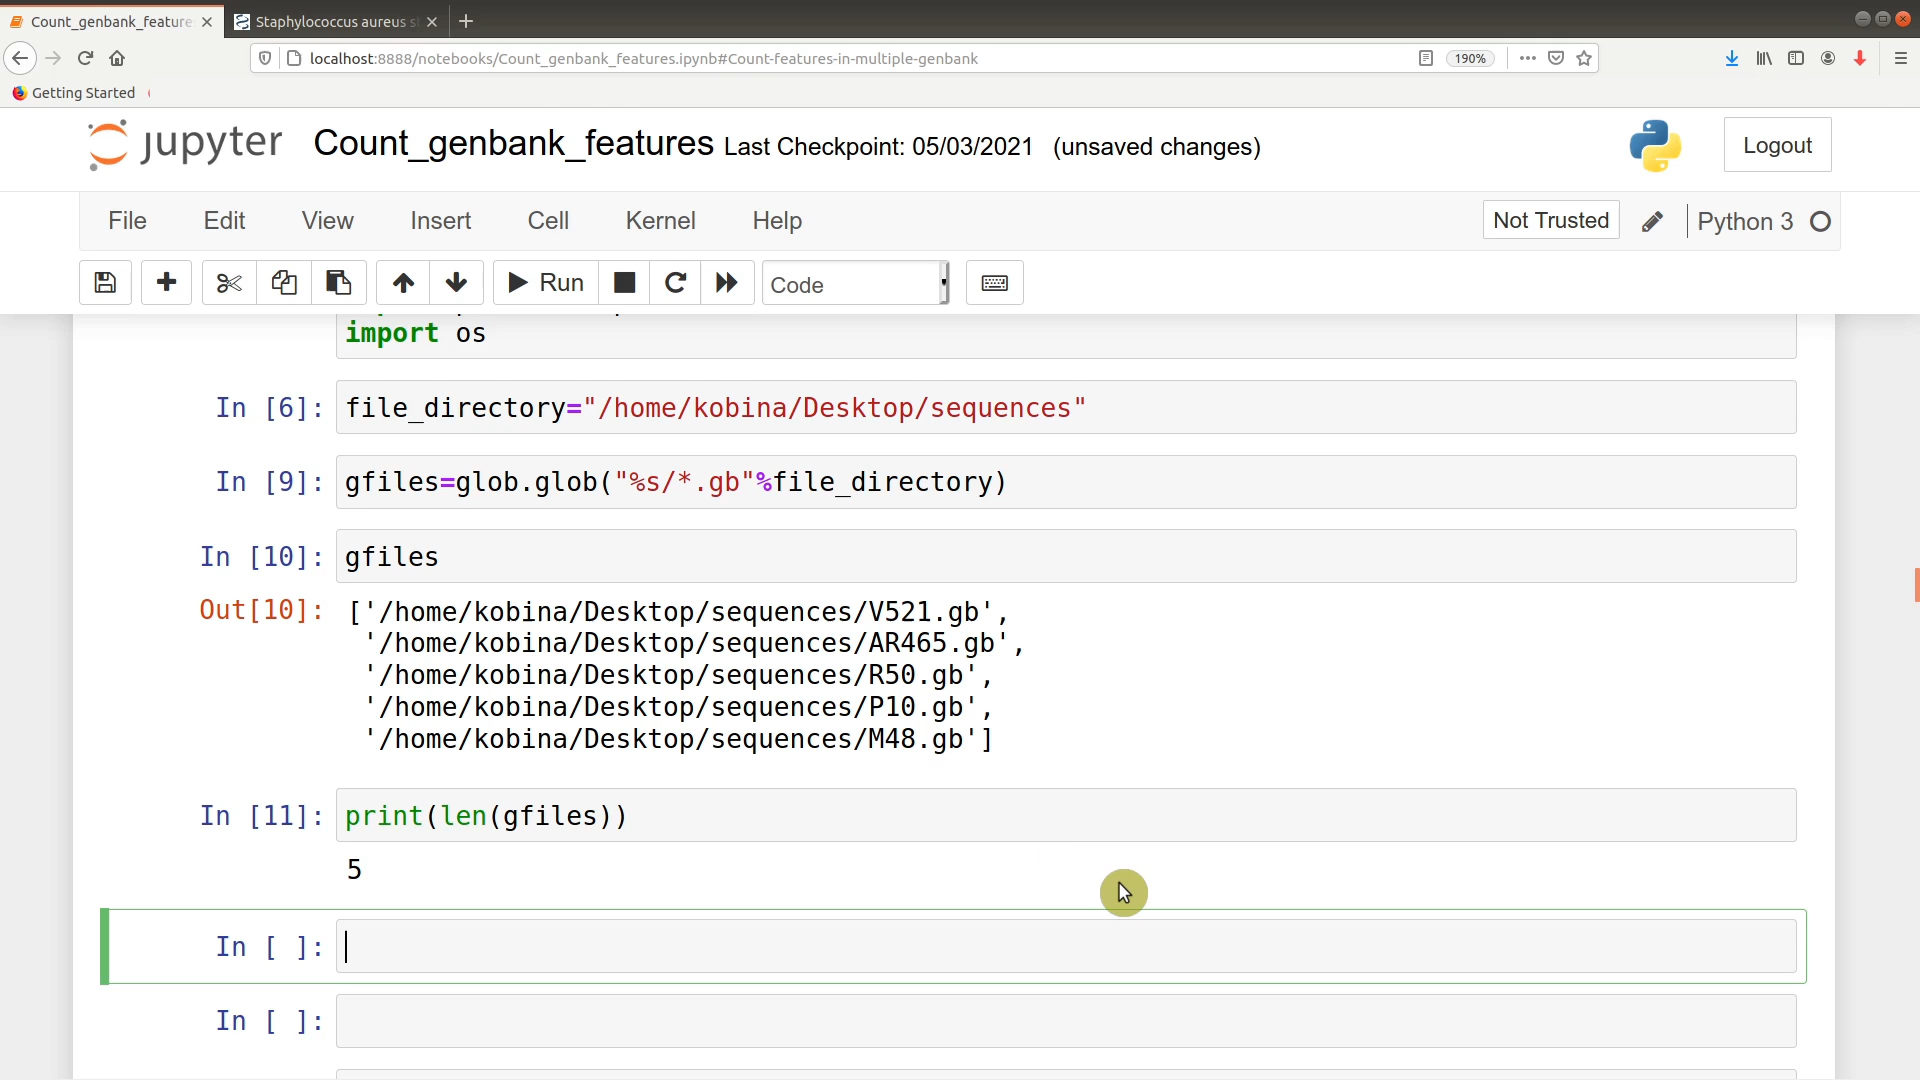 Count_genbank_feature
Staphylococcus aureus s
localhost:8888/notebooks/Count_genbank_features.ipynb#Count-features-in-multiple-genbank
190%
Getting Started
jupyter Count_genbank_features Last Checkpoint: 05/03/2021 (unsaved changes)
Logout
File Edit View Insert Cell Kernel Help
Not Trusted
Python 3
Run
Code
import os
In [6]: file_directory="/home/kobina/Desktop/sequences"
In [9]: gfiles=glob.glob("%s/*.gb"%file_directory)
In [10]: gfiles
Out[10]: ['/home/kobina/Desktop/sequences/V521.gb',
'/home/kobina/Desktop/sequences/AR465.gb',
'/home/kobina/Desktop/sequences/R50.gb',
'/home/kobina/Desktop/sequences/P10.gb',
'/home/kobina/Desktop/sequences/M48.gb']
In [11]: print(len(gfiles))
5
In [ ]:
In [ ]: